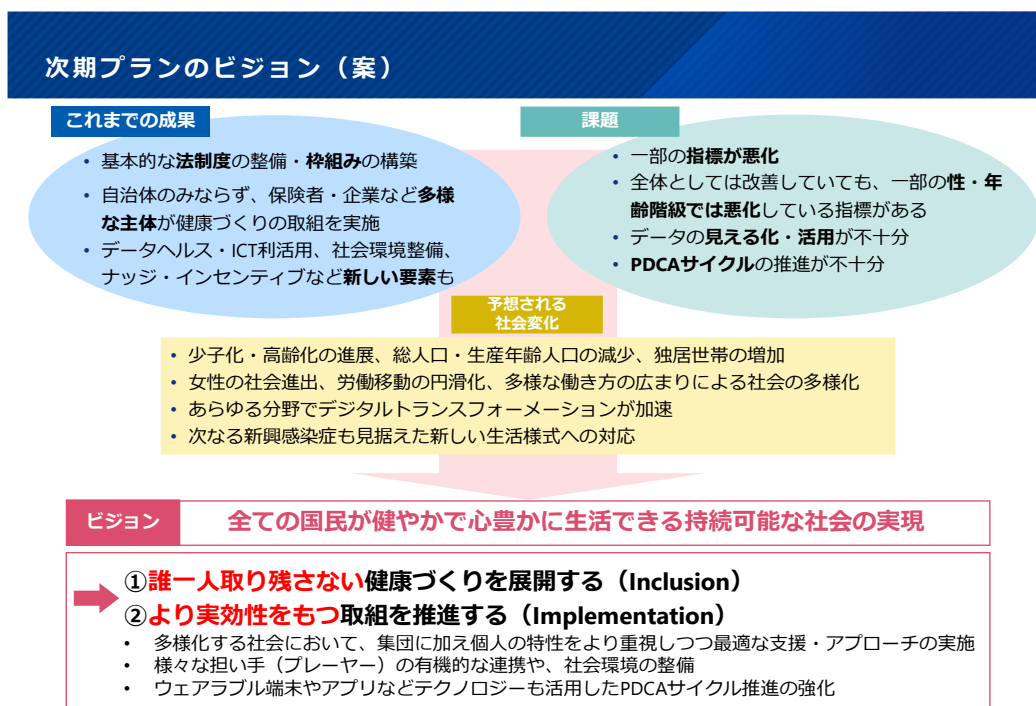 次期プランのビジョン（案）
これまでの成果
• 基本的な法制度の整備・枠組みの構築
• 自治体のみならず、保険者・企業など多様
な主体が健康づくりの取組を実施
• データヘルス・ICT利活用、社会環境整備、
ナッジ・インセンティブなど新しい要素も
課題
• 一部の指標が悪化
• 全体としては改善していても、一部の性・年
齢階級では悪化している指標がある
• データの見える化・活用が不十分
• PDCAサイクルの推進が不十分
予想される
社会変化
• 少子化・高齢化の進展、総人口・生産年齢人口の減少、独居世帯の増加
• 女性の社会進出、労働移動の円滑化、多様な働き方の広まりによる社会の多様化
• あらゆる分野でデジタルトランスフォーメーションが加速
• 次なる新興感染症も見据えた新しい生活様式への対応
ビジョン
全ての国民が健やかで心豊かに生活できる持続可能な社会の実現
①誰一人取り残さない健康づくりを展開する（Inclusion）
②より実効性をもつ取組を推進する（Implementation）
• 多様化する社会において、集団に加え個人の特性をより重視しつつ最適な支援・アプローチの実施
• 様々な担い手（プレーヤー）の有機的な連携や、社会環境の整備
• ウェアラブル端末やアプリなどテクノロジーも活用したPDCAサイクル推進の強化